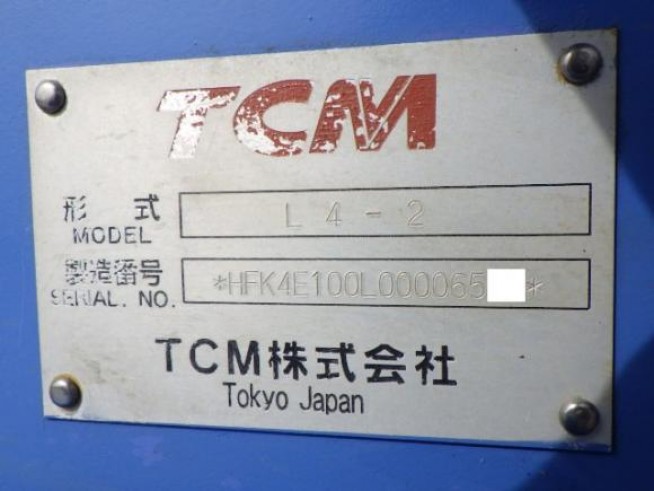 TCM
形 式 L4-2
MODEL
製造番号 *HFK4E100L000065 *
SERIAL. NO.
TCM株式会社
Tokyo Japan